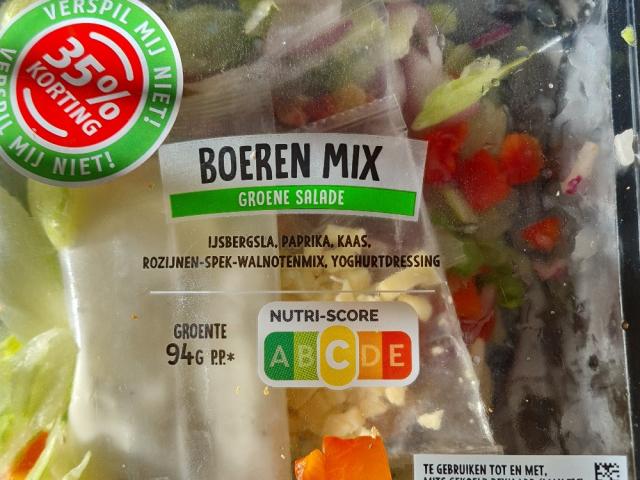 VERSPIL MIJ NIET!
35%
KORTING
VERSPIL MIJ NIET!
BOEREN MIX
GROENE SALADE
IJSBERGSLA, PAPRIKA, KAAS,
ROZIJNEN-SPEK-WALNOTENMIX, YOGHURTDRESSING
GROENTE
94G P.P.*
NUTRI-SCORE
A B C D E
TE GEBRUIKEN TOT EN MET,